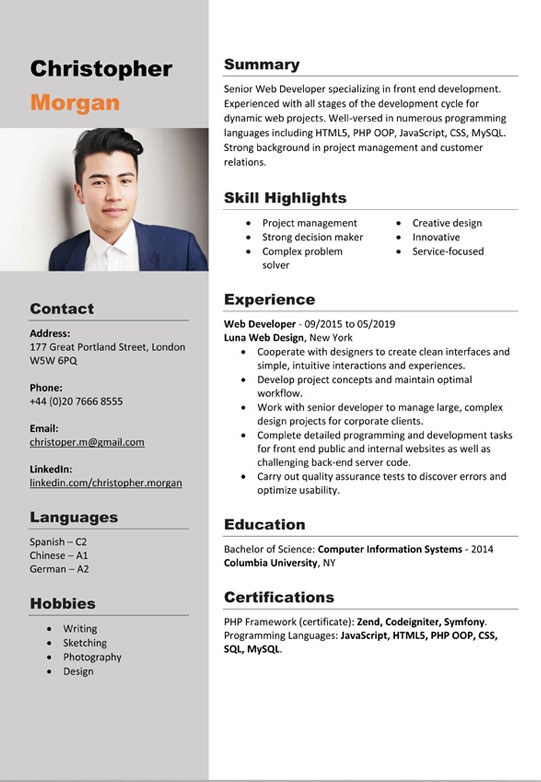 Christopher
Morgan
Contact
Address:
177 Great Portland Street, London
W5W 6PQ
Phone:
+44 (0)20 7666 8555
Email:
christoper.m@gmail.com
LinkedIn:
linkedin.com/christopher.morgan
Languages
Spanish – C2
Chinese – A1
German – A2
Hobbies
• Writing
• Sketching
• Photography
• Design
Summary
Senior Web Developer specializing in front end development.
Experienced with all stages of the development cycle for
dynamic web projects. Well-versed in numerous programming
languages including HTML5, PHP OOP, JavaScript, CSS, MySQL.
Strong background in project management and customer
relations.
Skill Highlights
• Project management
• Strong decision maker
• Complex problem
solver
• Creative design
• Innovative
• Service-focused
Experience
Web Developer - 09/2015 to 05/2019
Luna Web Design, New York
• Cooperate with designers to create clean interfaces and
simple, intuitive interactions and experiences.
• Develop project concepts and maintain optimal
workflow.
• Work with senior developer to manage large, complex
design projects for corporate clients.
• Complete detailed programming and development tasks
for front end public and internal websites as well as
challenging back-end server code.
• Carry out quality assurance tests to discover errors and
optimize usability.
Education
Bachelor of Science: Computer Information Systems - 2014
Columbia University, NY
Certifications
PHP Framework (certificate): Zend, Codeigniter, Symfony.
Programming Languages: JavaScript, HTML5, PHP OOP, CSS,
SQL, MySQL.